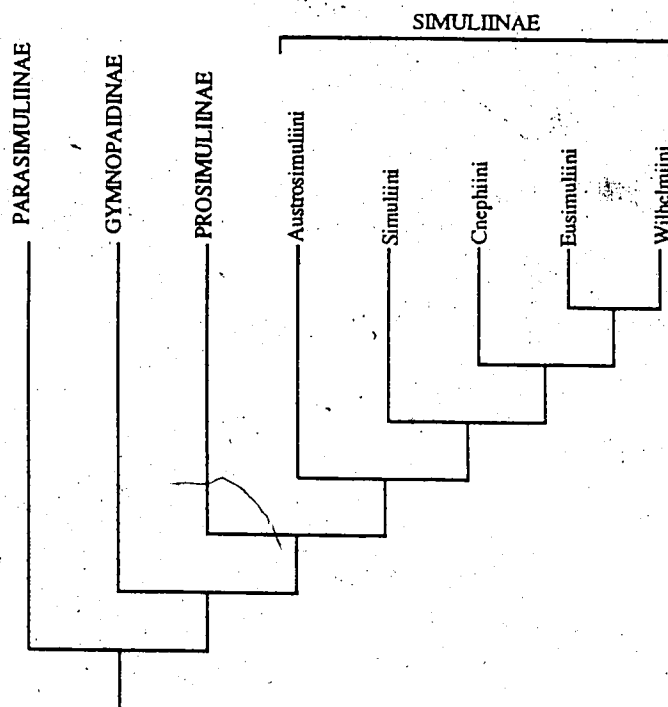 SIMULIINAE
PARASIMULIINAE
GYMNOPAIDINAE
PROSIMULIINAE
Austrosimuliini
Simuliini
Cnephiini
Eusimuliini
Wilhelmiini